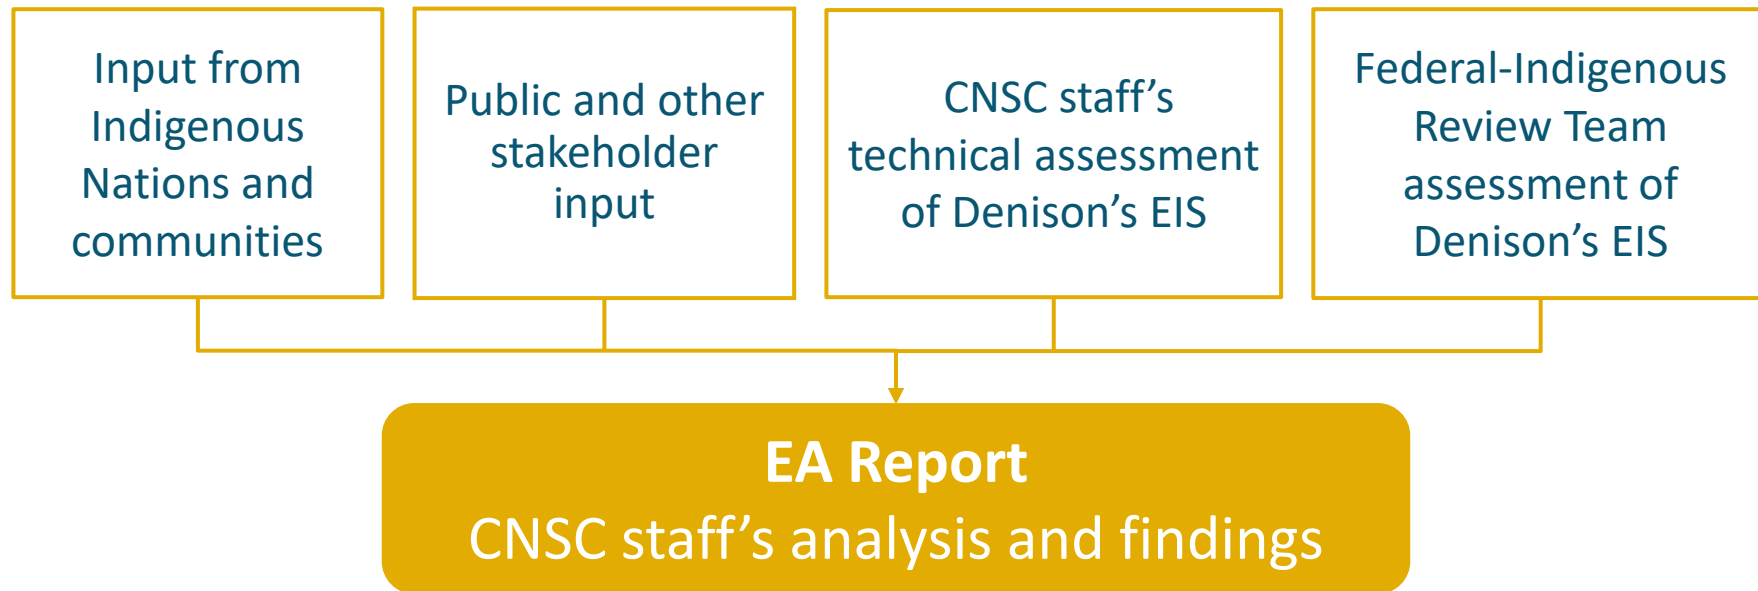 Input from
Indigenous
Nations and
communities
Public and other
stakeholder
input
CNSC staff’s
technical assessment
of Denison’s EIS
Federal-Indigenous
Review Team
assessment of
Denison’s EIS
EA Report
CNSC staff’s analysis and findings